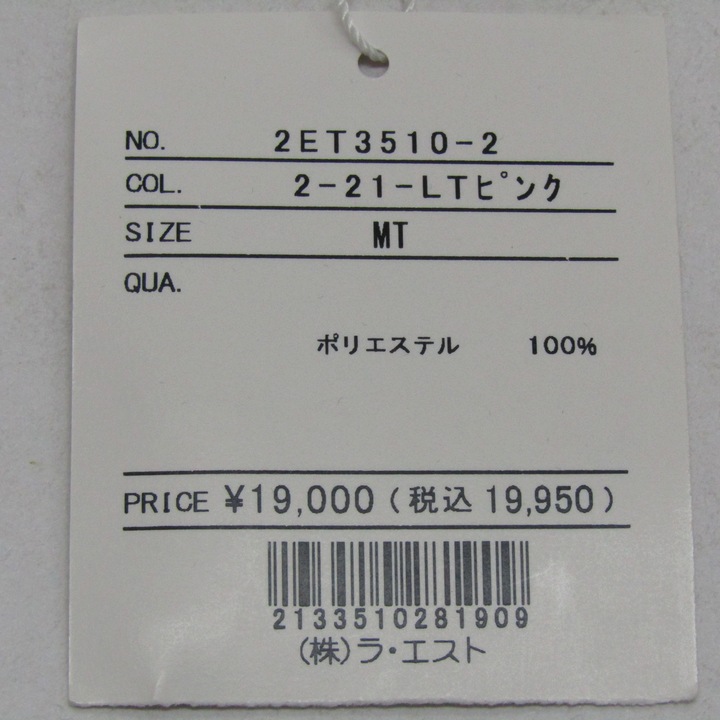 NO. 2ET3510-2
COL. 2-21-LTピンク
SIZE MT
QUA.
ポリエステル 100%
PRICE ¥19,000(税込 19,950)
2133510281909
(株)ラ・エスト